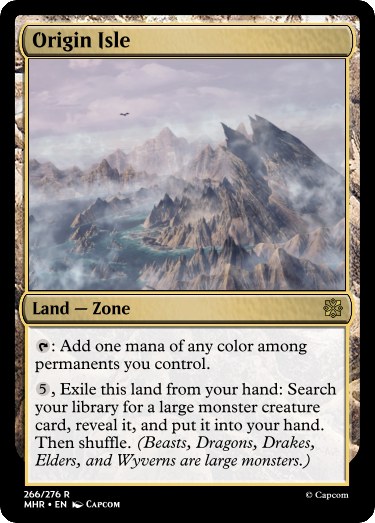 Origin Isle
Land — Zone
: Add one mana of any color among
permanents you control.
5, Exile this land from your hand: Search
your library for a large monster creature
card, reveal it, and put it into your hand.
Then shuffle. (Beasts, Dragons, Drakes,
Elders, and Wyverns are large monsters.)
266/276 R
MHR • EN Capcom
© Capcom